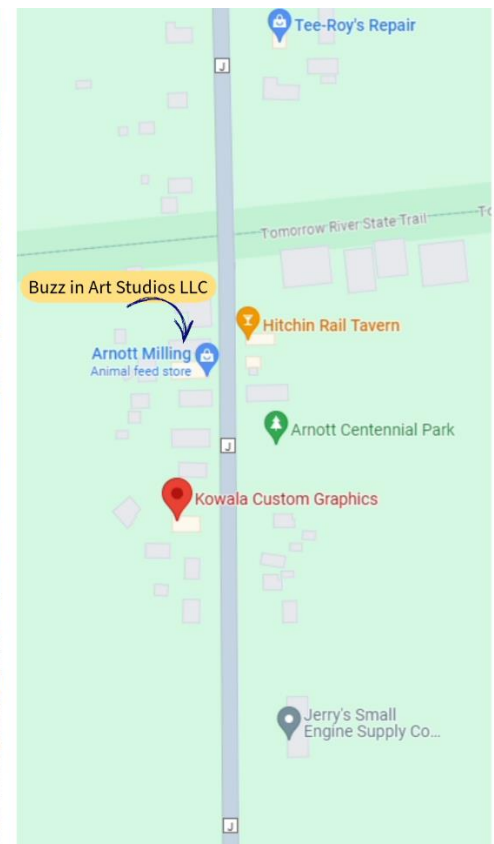 Tee-Roy's Repair
J
Tomorrow River State Trail
To
Buzz in Art Studios LLC
Hitchin Rail Tavern
Arnott Milling
Animal feed store
Arnott Centennial Park
J
Kowala Custom Graphics
Jerry's Small
Engine Supply Co...
J